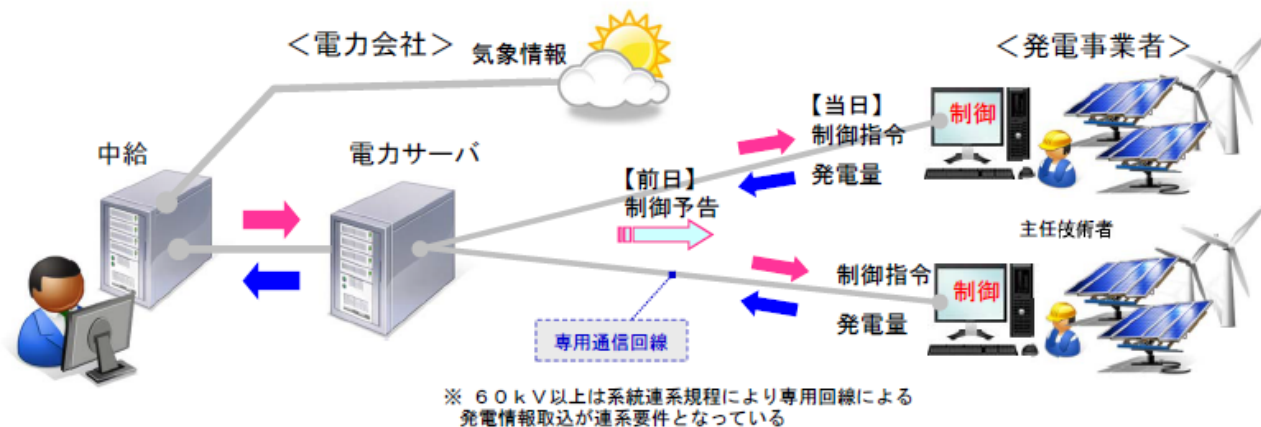 <電力会社>
気象情報
<発電事業者>
中給
電力サーバ
【当日】
制御指令
発電量
制御
【前日】
制御予告
主任技術者
制御指令
発電量
制御
専用通信回線
※ 60kV以上は系統連系規程により専用回線による
発電情報取込が連系要件となっている